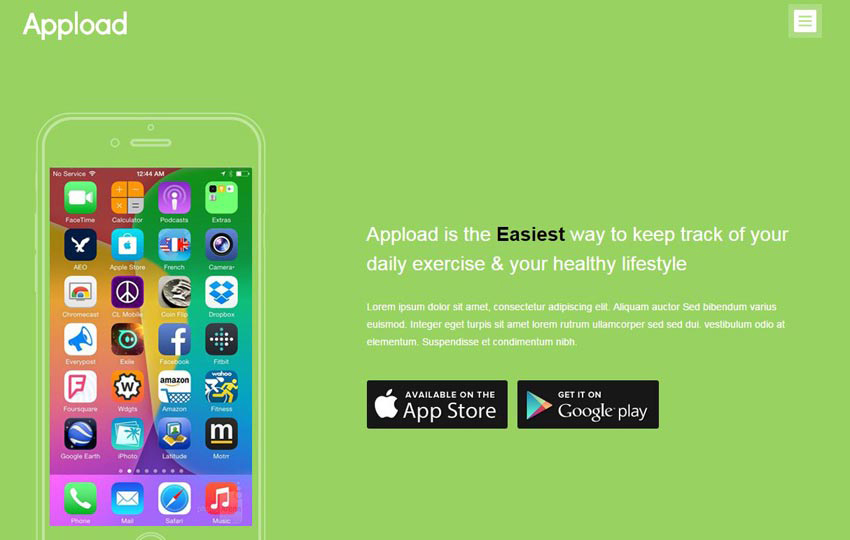 Appload
No Service 12:44 AM
FaceTime Calculator Podcasts Extras
AEO Apple Store French Camera+
Chromecast CL Mobile Coin Flip Dropbox
Everypost Exile Facebook Fitbit
Foursquare Wdgts Amazon Fitness
Google Earth iPhoto Latitude Motrr
Phone Mail Safari Music
Appload is the Easiest way to keep track of your
daily exercise & your healthy lifestyle
Lorem ipsum dolor sit amet, consectetur adipiscing elit. Aliquam auctor Sed bibendum varius
euismod. Integer eget turpis sit amet lorem rutrum ullamcorper sed sed dui. vestibulum odio at
elementum. Suspendisse et condimentum nibh.
AVAILABLE ON THE
App Store
GET IT ON
Google play